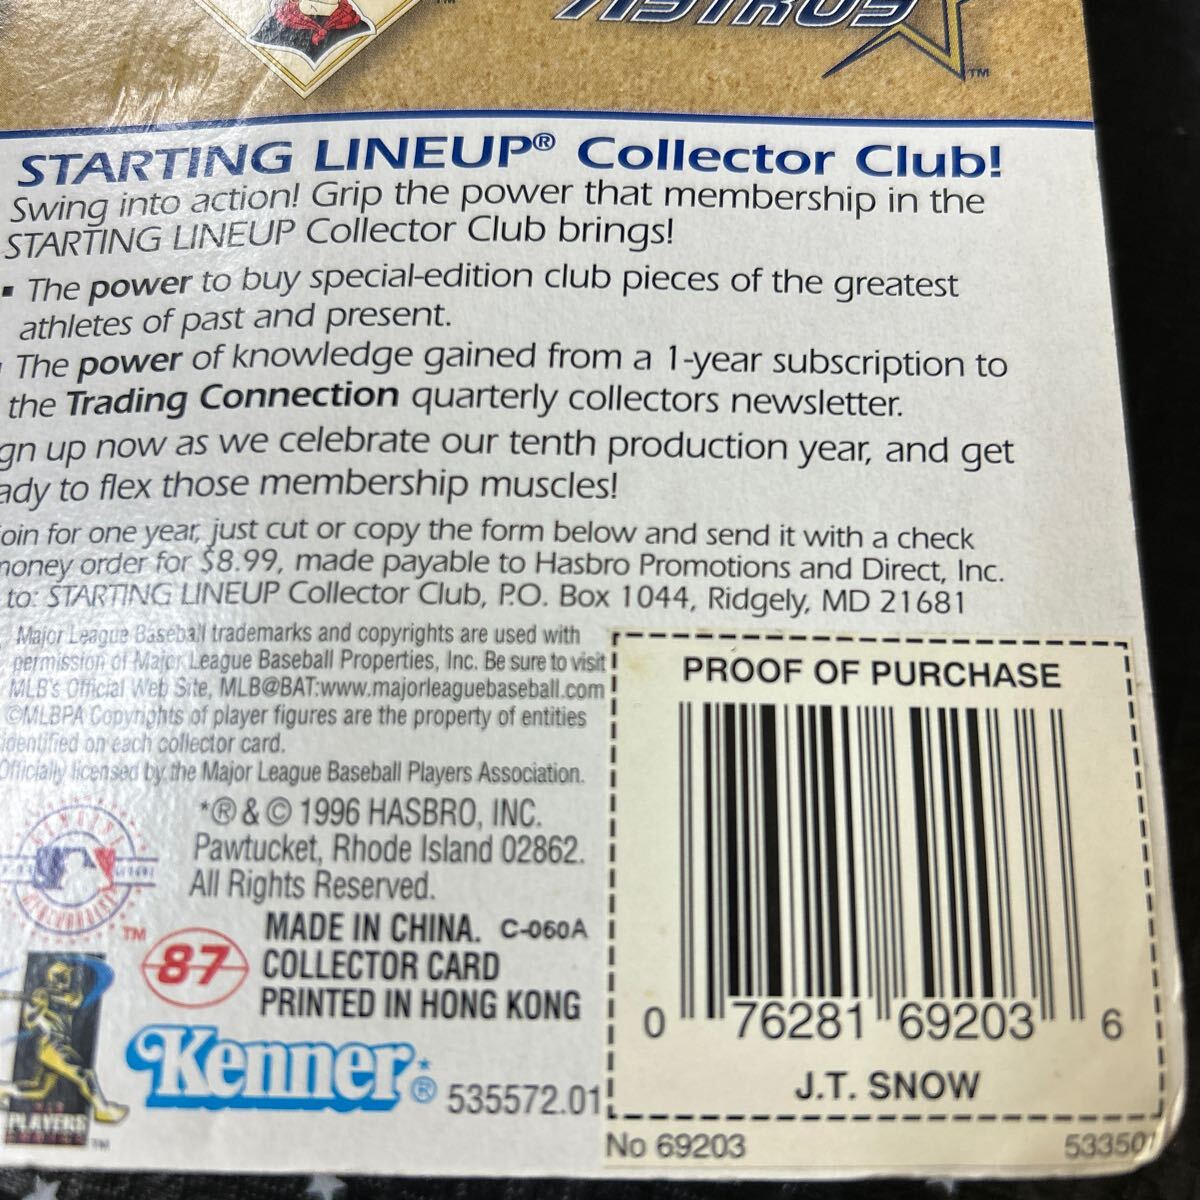 ASTROS
TM
STARTING LINEUP® Collector Club!
Swing into action! Grip the power that membership in the
STARTING LINEUP Collector Club brings!
▪ The power to buy special-edition club pieces of the greatest
athletes of past and present.
The power of knowledge gained from a 1-year subscription to
the Trading Connection quarterly collectors newsletter.
gn up now as we celebrate our tenth production year, and get
ady to flex those membership muscles!
oin for one year, just cut or copy the form below and send it with a check
money order for $8.99, made payable to Hasbro Promotions and Direct, Inc.
to: STARTING LINEUP Collector Club, P.O. Box 1044, Ridgely, MD 21681
Major League Baseball trademarks and copyrights are used with
permission of Major League Baseball Properties, Inc. Be sure to visit
MLB's Official Web Site, MLB@BAT:www.majorleaguebaseball.com
©MLBPA Copyrights of player figures are the property of entities
identified on each collector card.
Officially licensed by the Major League Baseball Players Association.
*® & © 1996 HASBRO, INC.
Pawtucket, Rhode Island 02862.
All Rights Reserved.
MADE IN CHINA. C-060A
COLLECTOR CARD
PRINTED IN HONG KONG
TM
87
Kenner*®
535572.01
GENUINE
MERCHANDISE
PLAYERS
TM
PROOF OF PURCHASE
0 76281 69203 6
J.T. SNOW
No 69203
53350